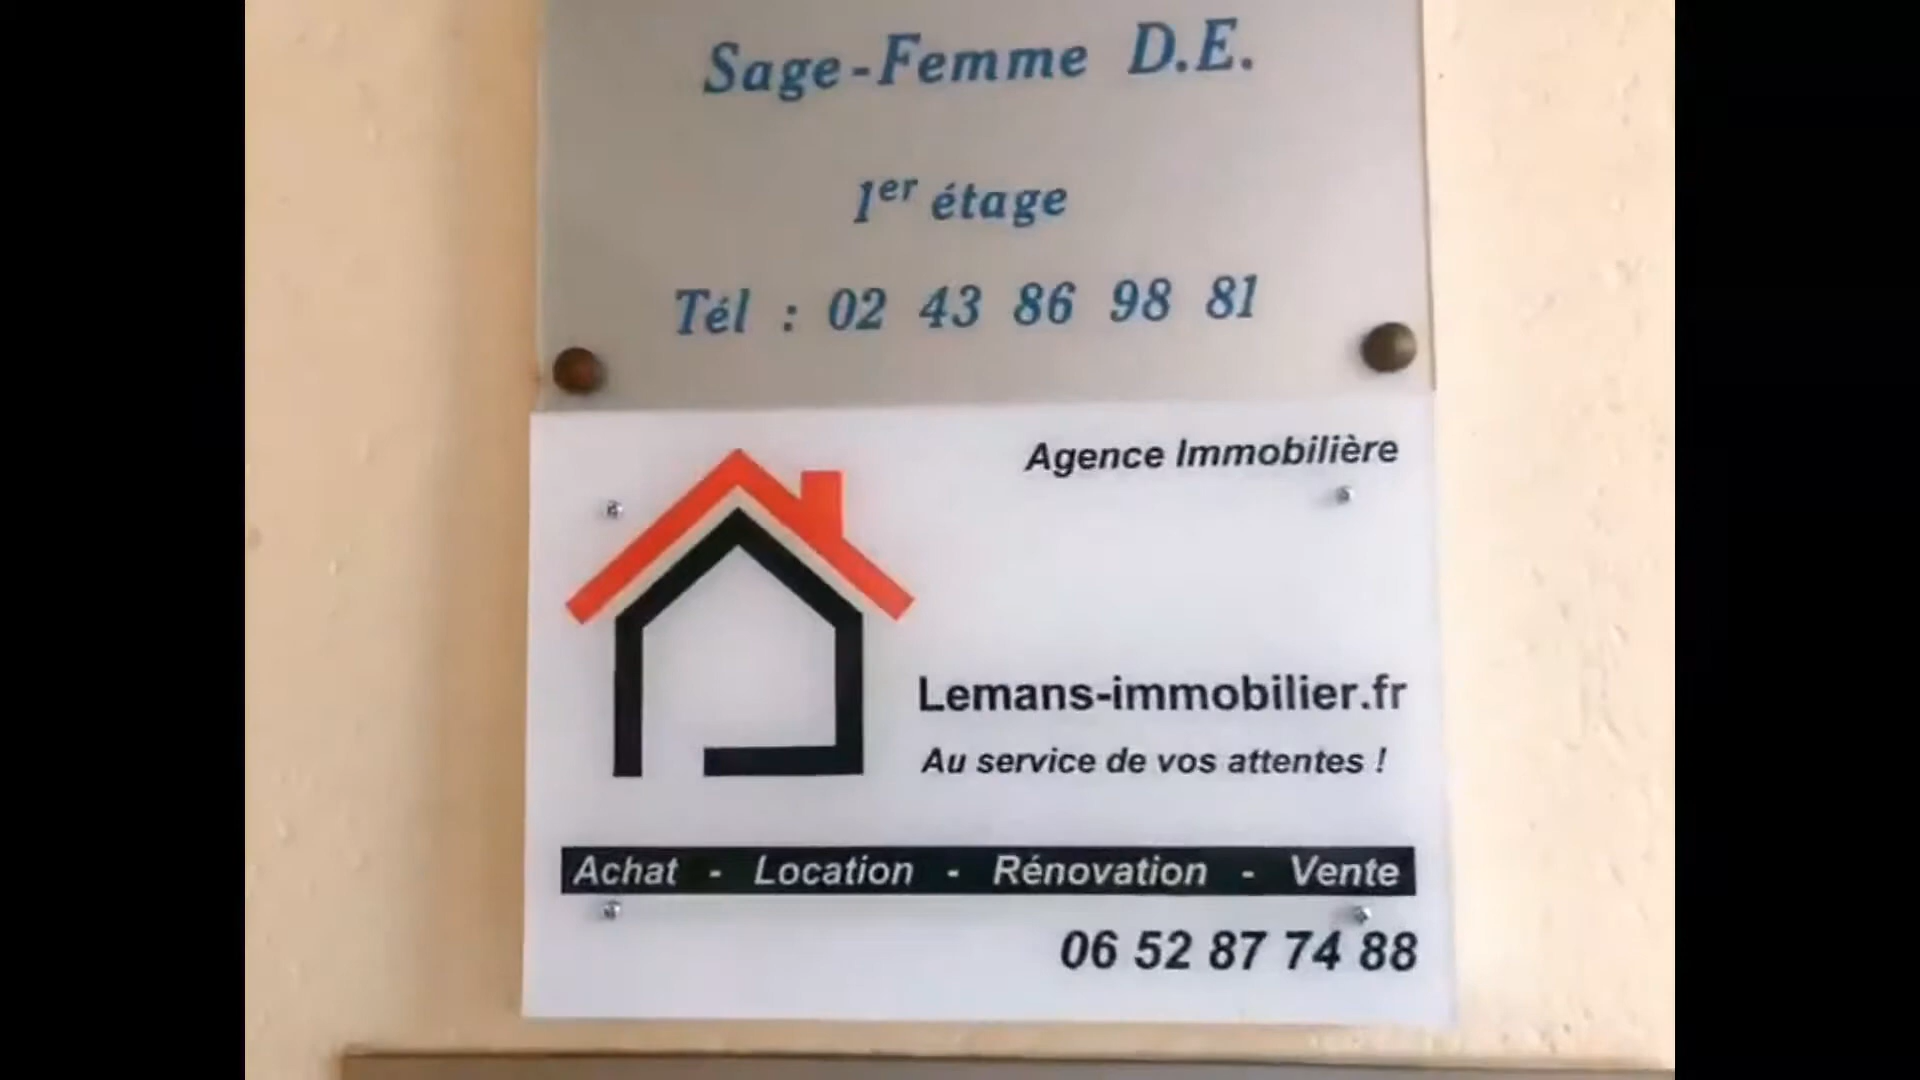 Sage-Femme D.E.
1er étage
Tél : 02 43 86 98 81
Agence Immobilière
Lemans-immobilier.fr
Au service de vos attentes !
Achat - Location - Rénovation - Vente
06 52 87 74 88